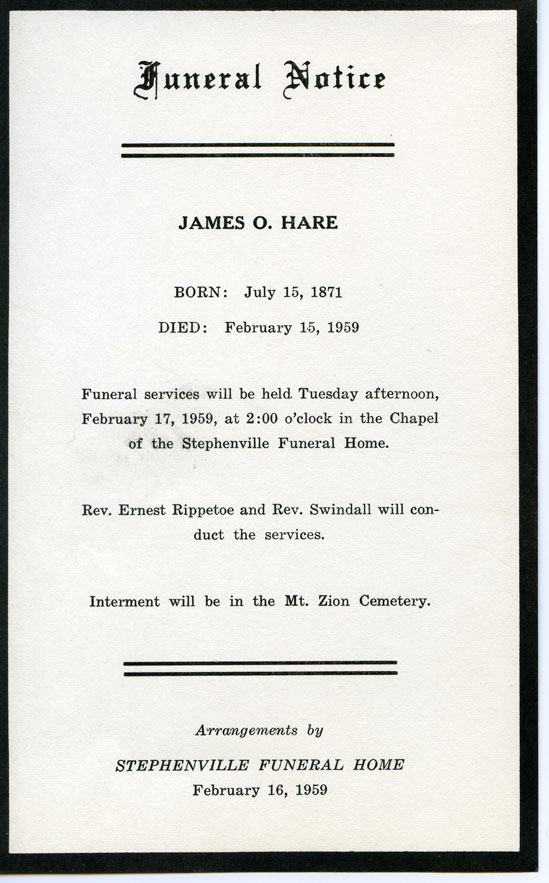 Funeral Notice
JAMES O. HARE
BORN: July 15, 1871
DIED: February 15, 1959
Funeral services will be held Tuesday afternoon,
February 17, 1959, at 2:00 o'clock in the Chapel
of the Stephenville Funeral Home.
Rev. Ernest Rippetoe and Rev. Swindall will con-
duct the services.
Interment will be in the Mt. Zion Cemetery.
Arrangements by
STEPHENVILLE FUNERAL HOME
February 16, 1959